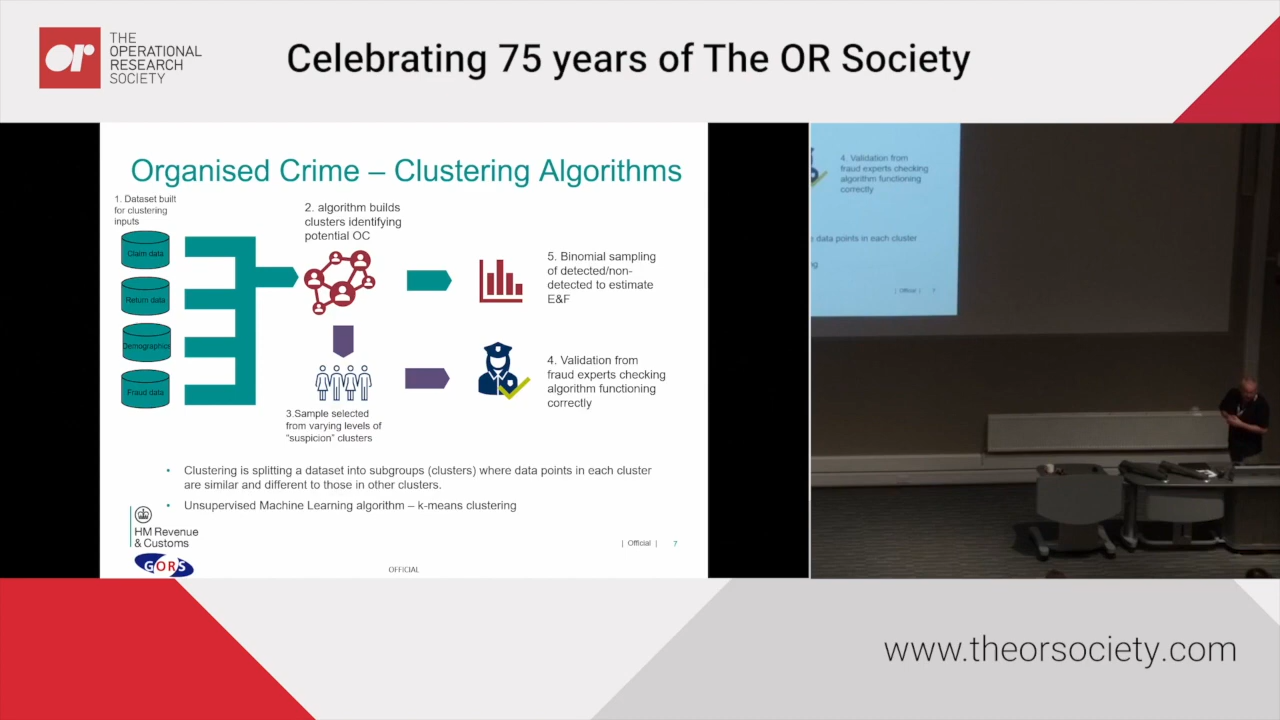 THE
OPERATIONAL
RESEARCH
SOCIETY
or
Celebrating 75 years of The OR Society
Organised Crime – Clustering Algorithms
1. Dataset built
for clustering
inputs
Claim data
Return data
Demographics
Fraud data
2. algorithm builds
clusters identifying
potential OC
3.Sample selected
from varying levels of
"suspicion" clusters
5. Binomial sampling
of detected/non-
detected to estimate
E&F
4. Validation from
fraud experts checking
algorithm functioning
correctly
• Clustering is splitting a dataset into subgroups (clusters) where data points in each cluster
are similar and different to those in other clusters.
• Unsupervised Machine Learning algorithm – k-means clustering
HM Revenue
& Customs
GORS
OFFICIAL
| Official | 7
4. Validation from
fraud experts checking
algorithm functioning
correctly
data points in each cluster
| Official | 7
www.theorsociety.com